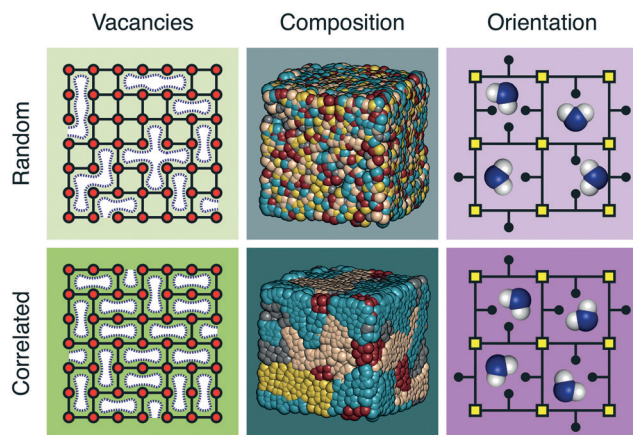 Vacancies
Composition
Orientation
Random
Correlated